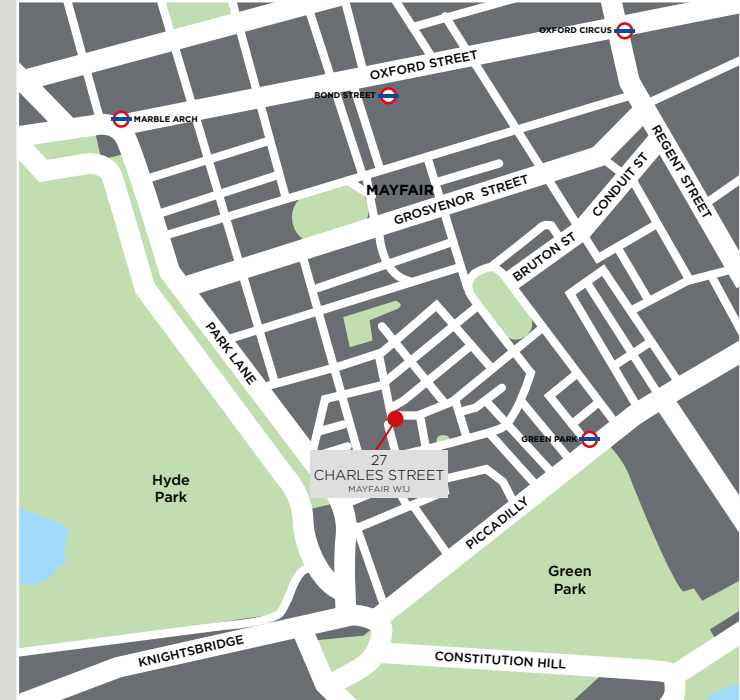 OXFORD CIRCUS
OXFORD STREET
BOND STREET
MARBLE ARCH
REGENT STREET
CONDUIT ST
MAYFAIR
GROSVENOR STREET
BRUTON ST
PARK LANE
GREEN PARK
27
CHARLES STREET
MAYFAIR W1J
Hyde
Park
PICCADILLY
Green
Park
KNIGHTSBRIDGE
CONSTITUTION HILL